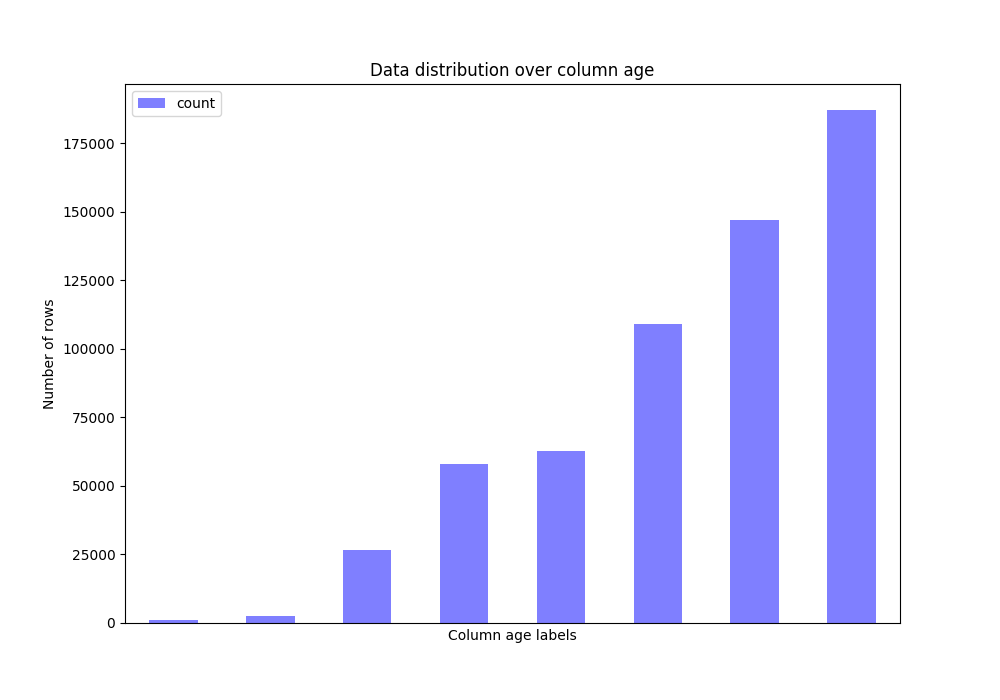 Data distribution over column age
count
175000
150000
125000
100000
75000
50000
25000
0
Number of rows
Column age labels